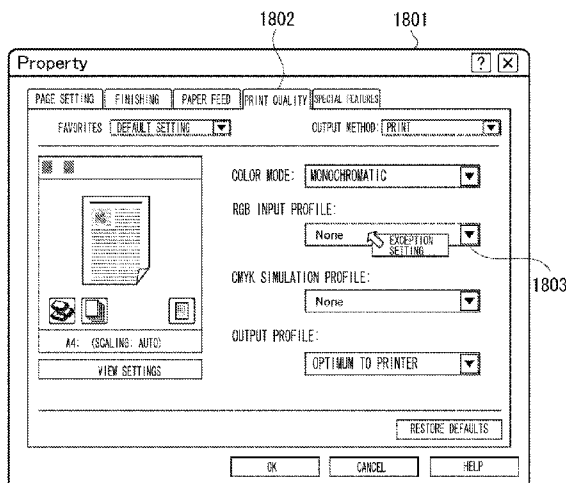 1802 1801
Property ? X
PAGE SETTING FINISHING PAPER FEED PRINT QUALITY SPECIAL FEATURES
FAVORITES DEFAULT SETTING OUTPUT METHOD: PRINT
COLOR MODE: MONOCHROMATIC
RGB INPUT PROFILE:
None
EXCEPTION
SETTING
1803
CMYK SIMULATION PROFILE:
None
OUTPUT PROFILE:
OPTIMUM TO PRINTER
A4: (SCALING: AUTO)
VIEW SETTINGS
RESTORE DEFAULTS
OK CANCEL HELP